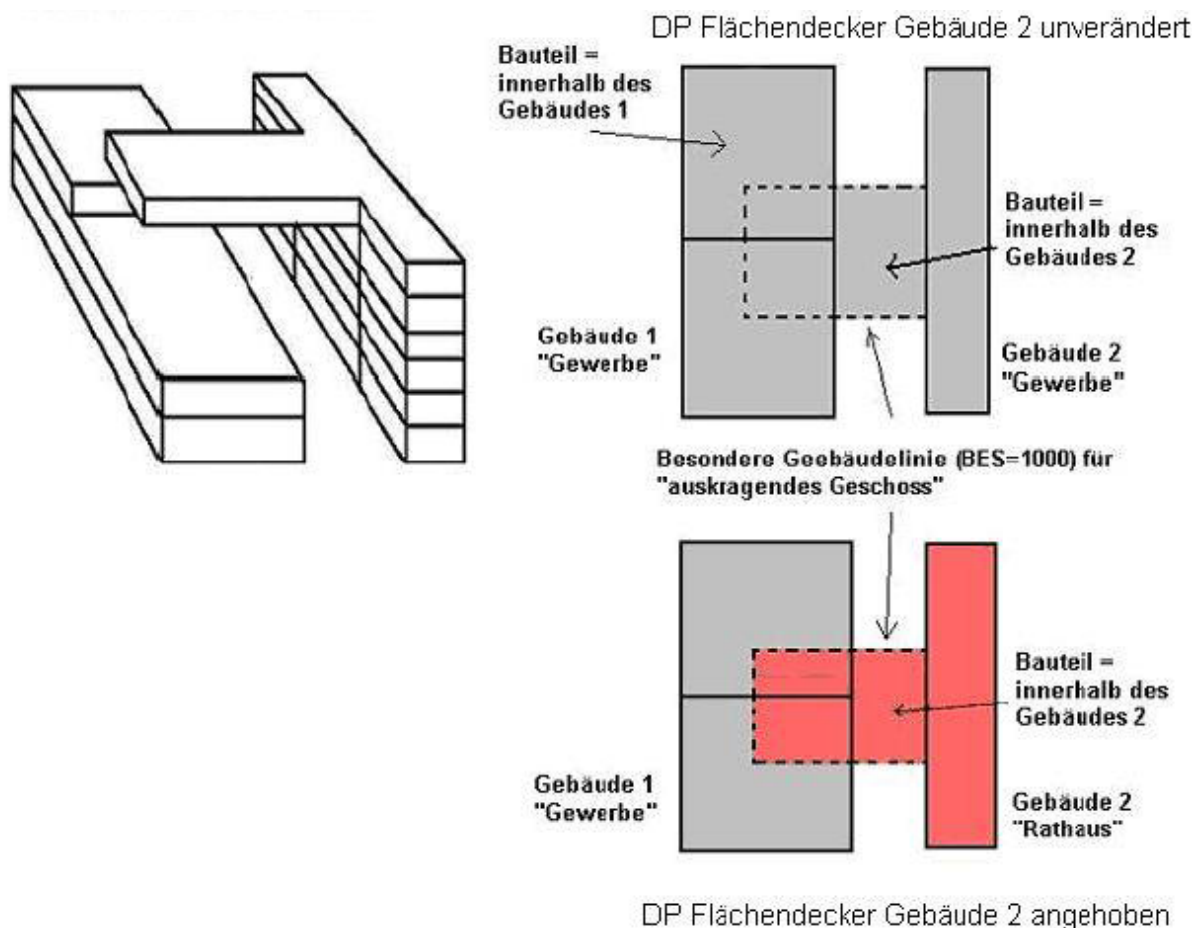 DP Flächendecker Gebäude 2 unverändert
Bauteil =
innerhalb des
Gebäudes 1
Bauteil =
innerhalb des
Gebäudes 2
Gebäude 1
"Gewerbe"
Gebäude 2
"Gewerbe"
Besondere Geebäudelinie (BES=1000) für
"auskragendes Geschoss"
Bauteil =
innerhalb des
Gebäudes 2
Gebäude 1
"Gewerbe"
Gebäude 2
"Rathaus"
DP Flächendecker Gebäude 2 angehoben